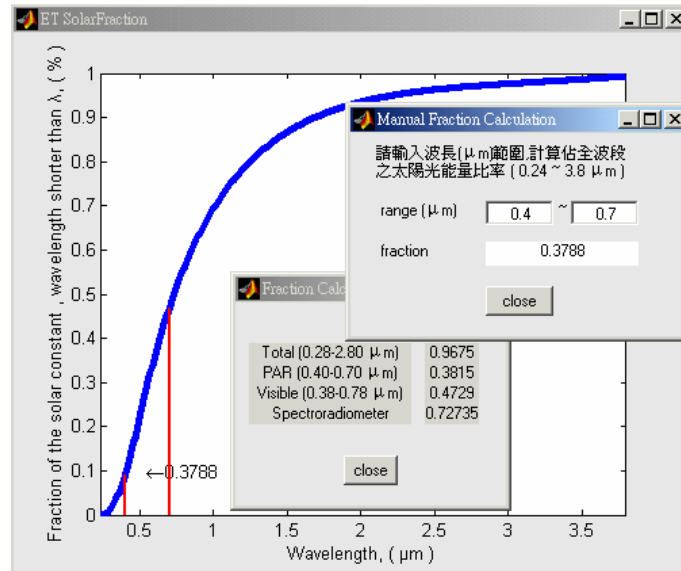 ET SolarFraction
Fraction of the solar constant , wavelength shorter than λ, ( % )
1
0.9
0.8
0.7
0.6
0.5
0.4
0.3
0.2
0.1
0
0.5
1
1.5
2
2.5
3
3.5
Wavelength, ( μm )
←0.3788
Manual Fraction Calculation
請輸入波長(μm)範圍,計算佔全波段
之太陽光能量比率 ( 0.24 ~ 3.8 μm )
range (μm) 0.4 ~ 0.7
fraction 0.3788
close
Fraction Calc
Total (0.28-2.80 μm) 0.9675
PAR (0.40-0.70 μm) 0.3815
Visible (0.38-0.78 μm) 0.4729
Spectroradiometer 0.72735
close